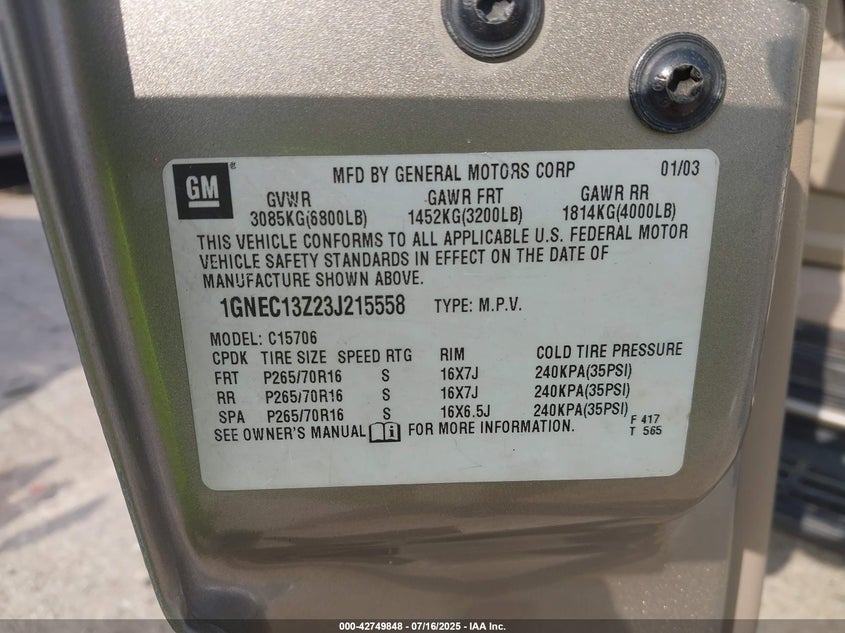 GM ® MFD BY GENERAL MOTORS CORP 01/03
GVWR GAWR FRT GAWR RR
3085KG(6800LB) 1452KG(3200LB) 1814KG(4000LB)
THIS VEHICLE CONFORMS TO ALL APPLICABLE U.S. FEDERAL MOTOR
VEHICLE SAFETY STANDARDS IN EFFECT ON THE DATE OF
MANUFACTURE SHOWN ABOVE.
1GNEC13Z23J215558 TYPE: M.P.V.
MODEL: C15706
CPDK TIRE SIZE SPEED RTG RIM COLD TIRE PRESSURE
FRT P265/70R16 S 16X7J 240KPA(35PSI)
RR P265/70R16 S 16X7J 240KPA(35PSI)
SPA P265/70R16 S 16X6.5J 240KPA(35PSI)
SEE OWNER'S MANUAL FOR MORE INFORMATION.
F 417
T 565
000-42749848 - 07/16/2025 - IAA Inc.